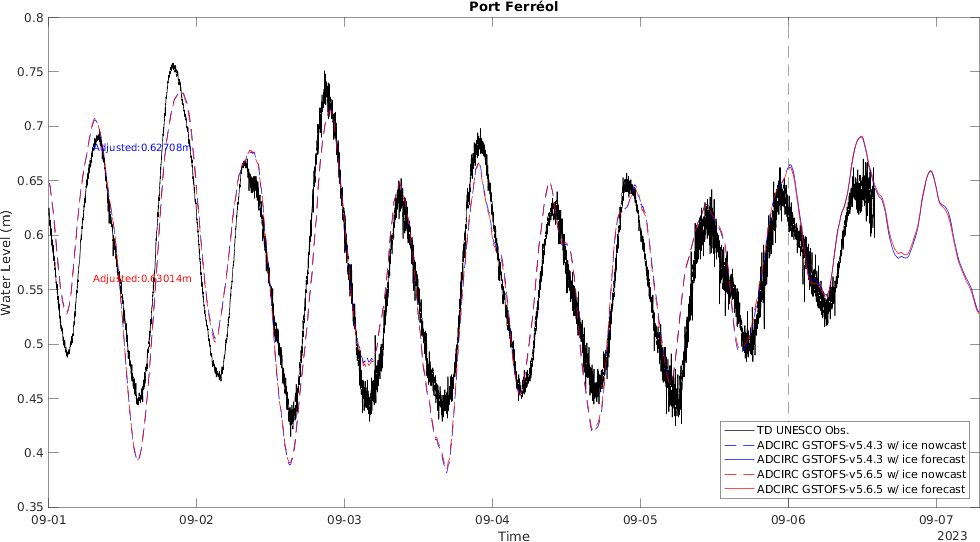 Port Ferréol
0.8
0.75
0.7
0.65
0.6
0.55
0.5
0.45
0.4
0.35
Water Level (m)
Adjusted:0.62708m
Adjusted:0.63014m
TD UNESCO Obs.
ADCIRC GSTOFS-v5.4.3 w/ ice nowcast
ADCIRC GSTOFS-v5.4.3 w/ ice forecast
ADCIRC GSTOFS-v5.6.5 w/ ice nowcast
ADCIRC GSTOFS-v5.6.5 w/ ice forecast
09-01 09-02 09-03 09-04 09-05 09-06 09-07
Time
2023